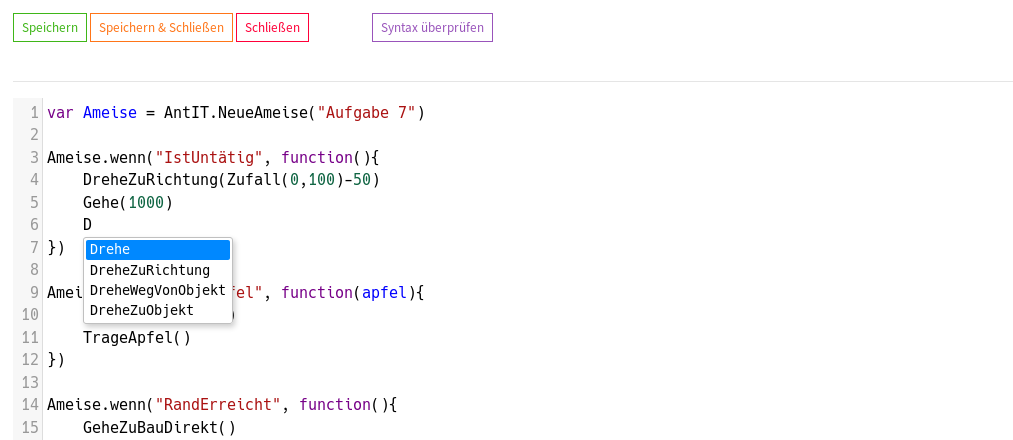 Speichern Speichern & Schließen Schließen Syntax überprüfen
1 var Ameise = AntIT.NeueAmeise("Aufgabe 7")
2
3 Ameise.wenn("IstUntätig", function(){
4 DreheZuRichtung(Zufall(0,100)-50)
5 Gehe(1000)
6 D
7 })
Drehe
8
DreheZuRichtung
9 Amei fel", function(apfel){
DreheWegVonObjekt
10 )
DreheZuObjekt
11 TrageApfel()
12 })
13
14 Ameise.wenn("RandErreicht", function(){
15 GeheZuBauDirekt()